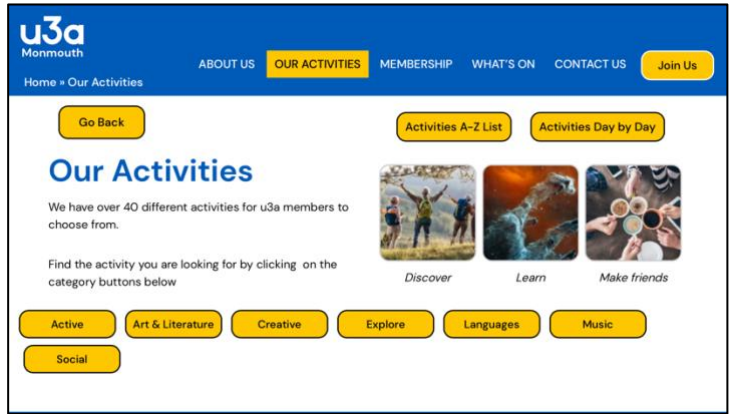 u3a
Monmouth
ABOUT US OUR ACTIVITIES MEMBERSHIP WHAT'S ON CONTACT US Join Us
Home » Our Activities
Go Back
Activities A-Z List Activities Day by Day
Our Activities
We have over 40 different activities for u3a members to
choose from.
Find the activity you are looking for by clicking on the
category buttons below
Discover Learn Make friends
Active Art & Literature Creative Explore Languages Music
Social